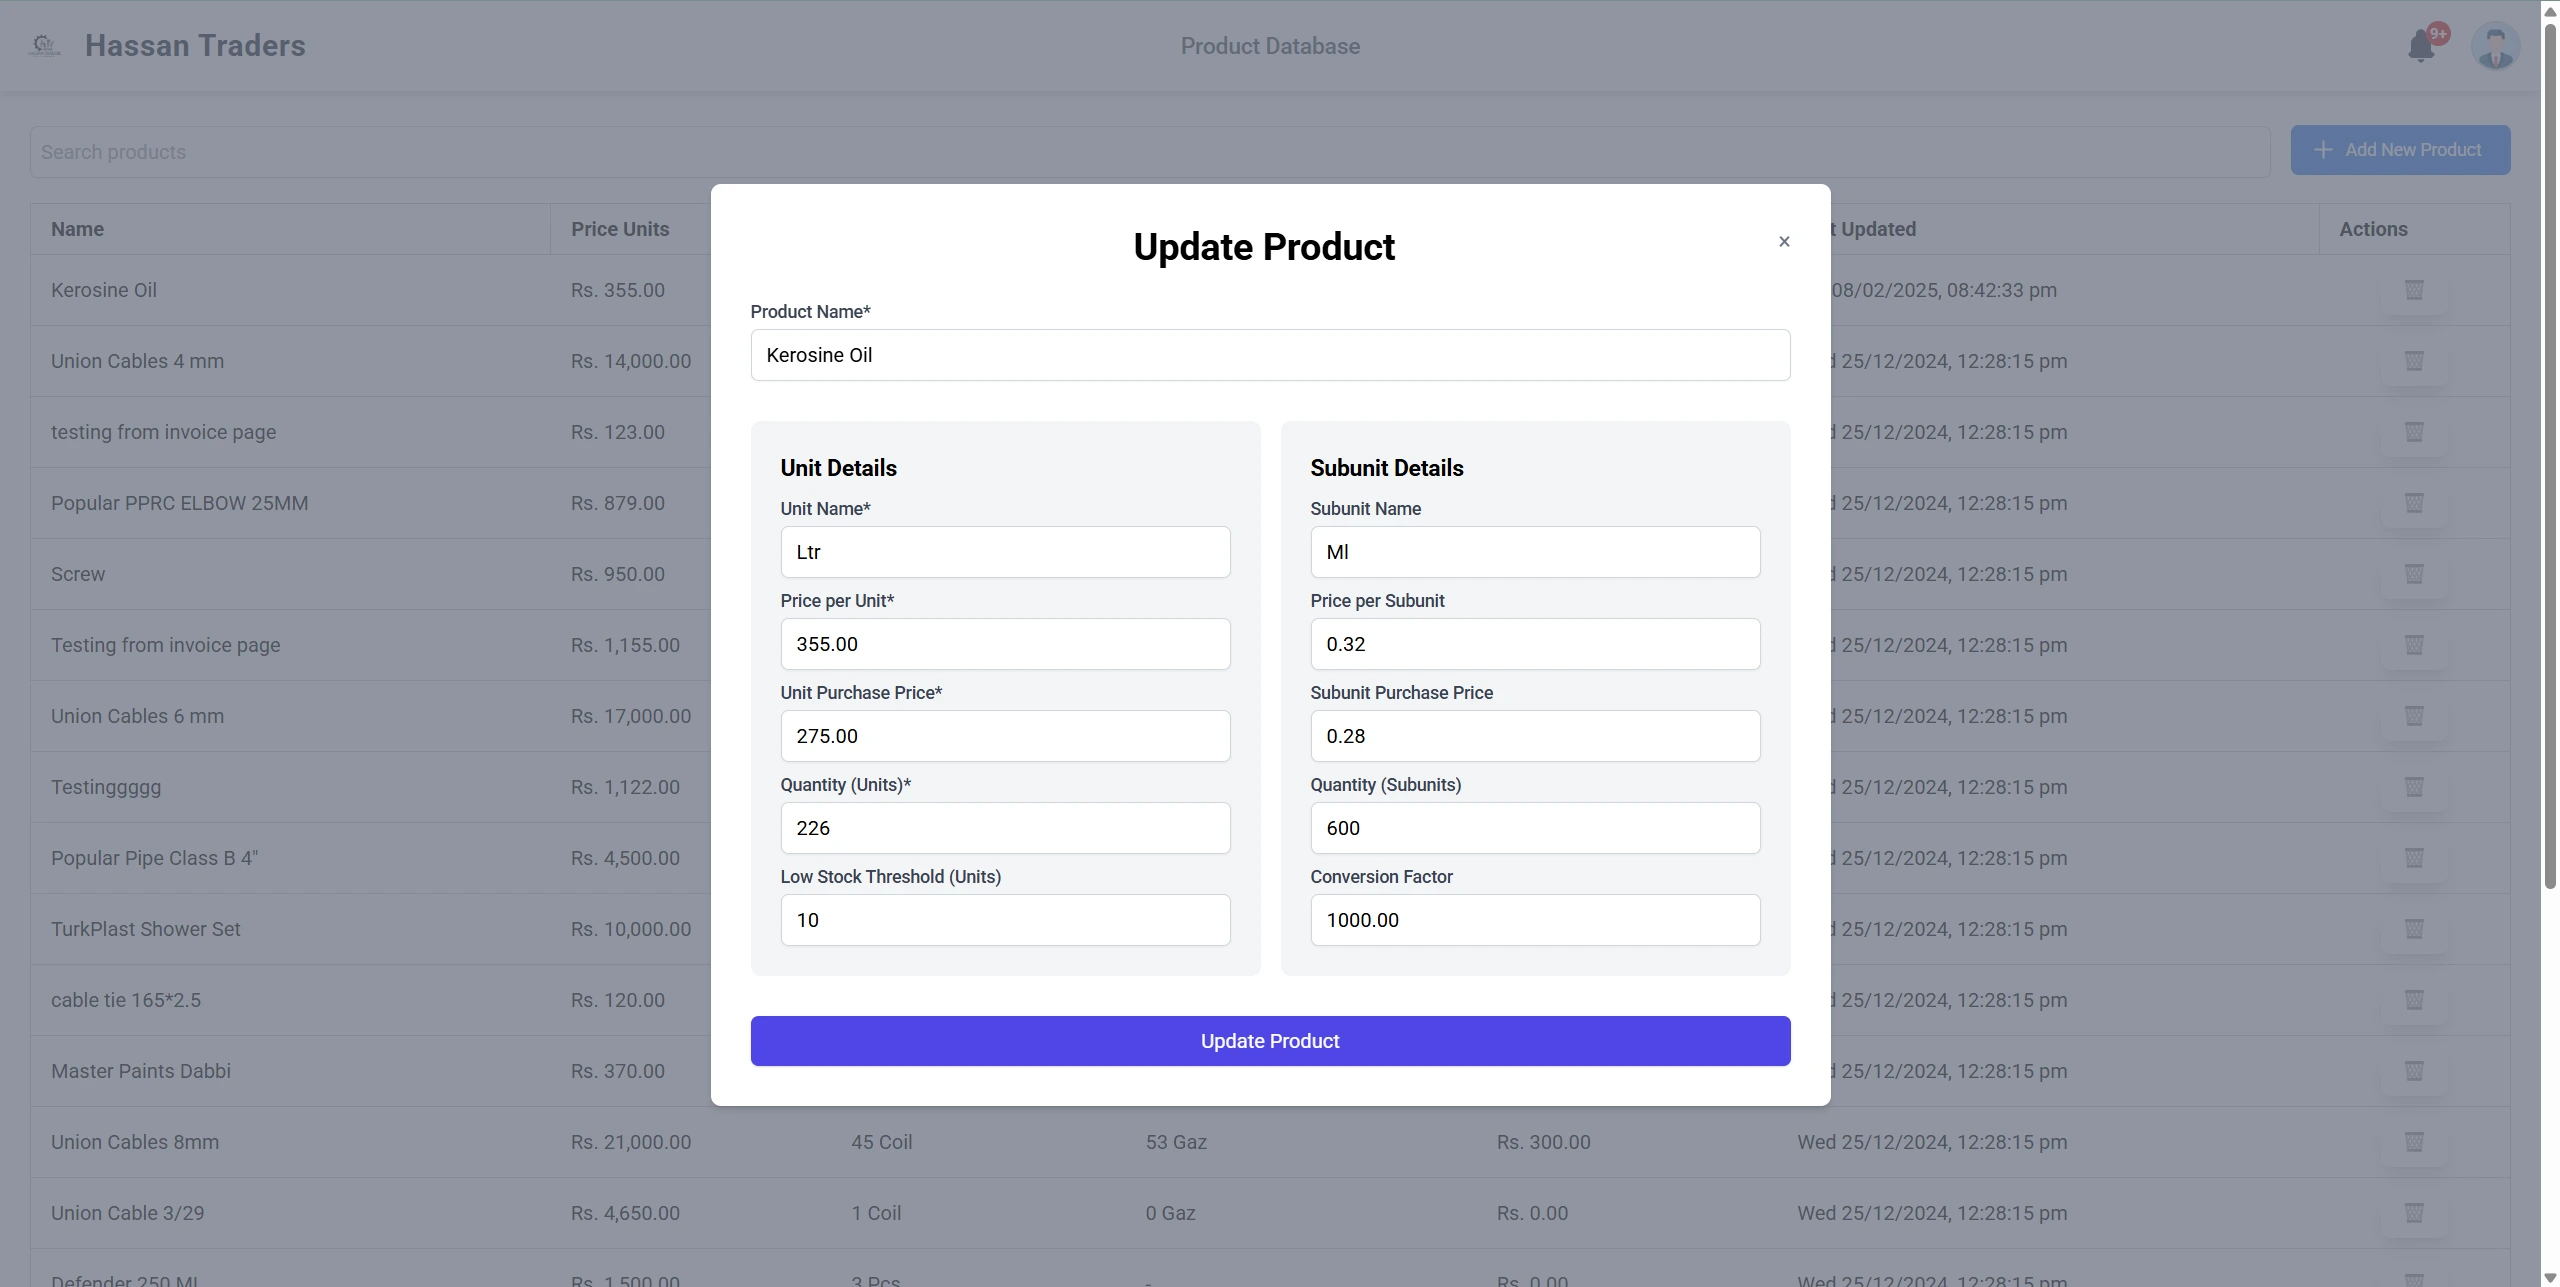 Hassan Traders
Product Database
9+
Search products
Add New Product
Name
Price Units
t Updated
Actions
Kerosine Oil
Rs. 355.00
08/02/2025, 08:42:33 pm
Union Cables 4 mm
Rs. 14,000.00
d 25/12/2024, 12:28:15 pm
testing from invoice page
Rs. 123.00
d 25/12/2024, 12:28:15 pm
Popular PPRC ELBOW 25MM
Rs. 879.00
d 25/12/2024, 12:28:15 pm
Screw
Rs. 950.00
d 25/12/2024, 12:28:15 pm
Testing from invoice page
Rs. 1,155.00
d 25/12/2024, 12:28:15 pm
Union Cables 6 mm
Rs. 17,000.00
d 25/12/2024, 12:28:15 pm
Testinggggg
Rs. 1,122.00
d 25/12/2024, 12:28:15 pm
Popular Pipe Class B 4"
Rs. 4,500.00
d 25/12/2024, 12:28:15 pm
TurkPlast Shower Set
Rs. 10,000.00
d 25/12/2024, 12:28:15 pm
cable tie 165*2.5
Rs. 120.00
d 25/12/2024, 12:28:15 pm
Master Paints Dabbi
Rs. 370.00
d 25/12/2024, 12:28:15 pm
Union Cables 8mm
Rs. 21,000.00
45 Coil
53 Gaz
Rs. 300.00
Wed 25/12/2024, 12:28:15 pm
Union Cable 3/29
Rs. 4,650.00
1 Coil
0 Gaz
Rs. 0.00
Wed 25/12/2024, 12:28:15 pm
Defender 250 ML
Rs. 1,500.00
3 Pcs
-
Rs. 0.00
Wed 25/12/2024, 12:28:15 pm
Update Product
×
Product Name*
Kerosine Oil
Unit Details
Unit Name*
Ltr
Price per Unit*
355.00
Unit Purchase Price*
275.00
Quantity (Units)*
226
Low Stock Threshold (Units)
10
Subunit Details
Subunit Name
Ml
Price per Subunit
0.32
Subunit Purchase Price
0.28
Quantity (Subunits)
600
Conversion Factor
1000.00
Update Product